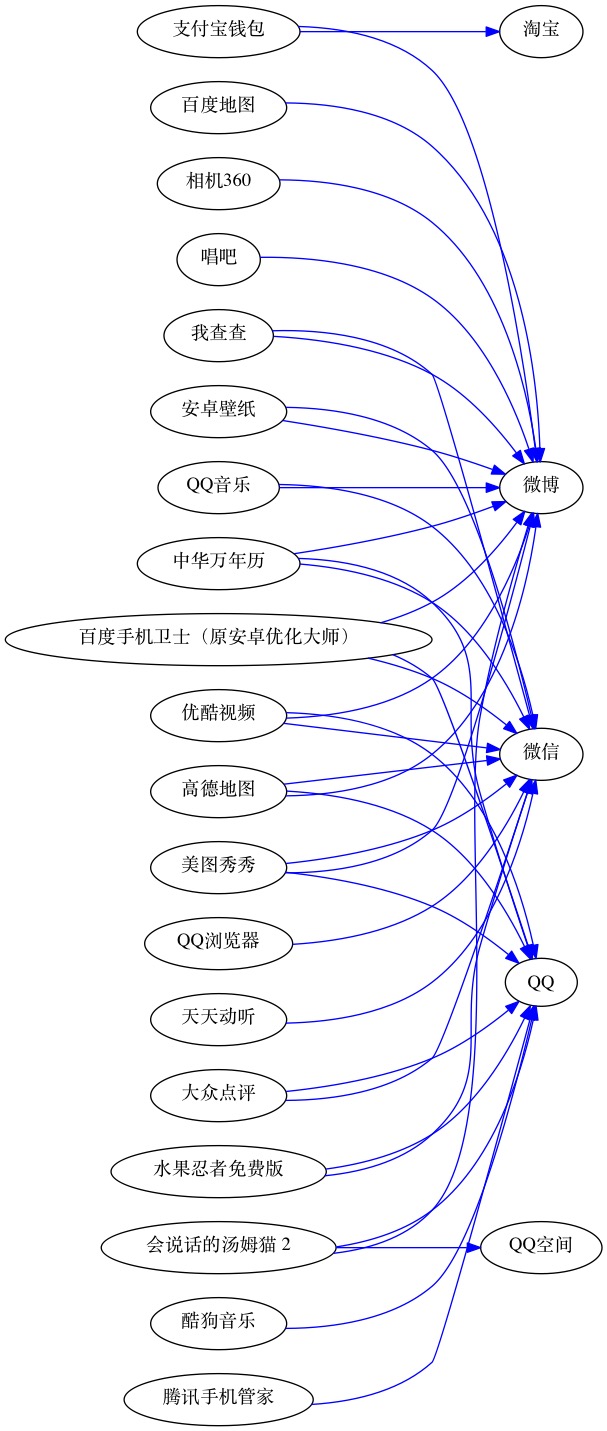 支付宝钱包
淘宝
百度地图
相机360
唱吧
我查查
安卓壁纸
QQ音乐
微博
中华万年历
百度手机卫士（原安卓优化大师）
优酷视频
微信
高德地图
美图秀秀
QQ浏览器
QQ
天天动听
大众点评
水果忍者免费版
会说话的汤姆猫 2
QQ空间
酷狗音乐
腾讯手机管家